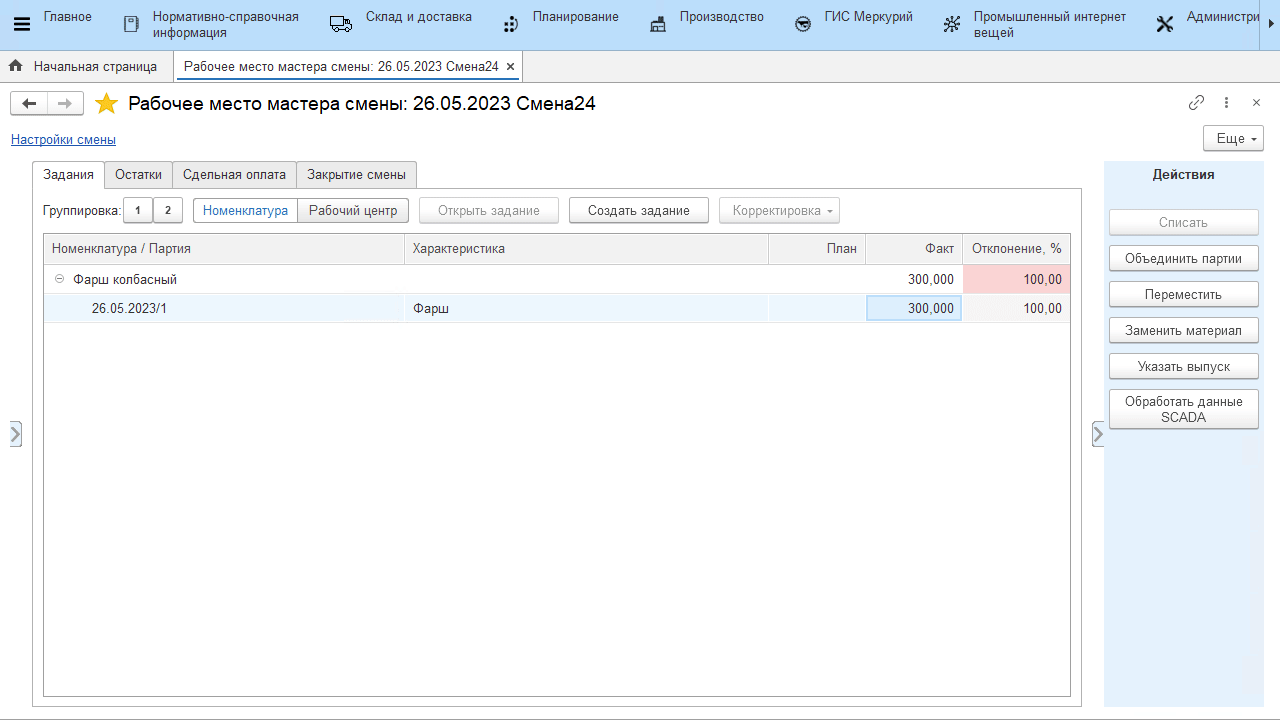 Главное
Нормативно-справочная
информация
Склад и доставка
Планирование
Производство
ГИС Меркурий
Промышленный интернет
вещей
Администри
Начальная страница
Рабочее место мастера смены: 26.05.2023 Смена24 ×
Рабочее место мастера смены: 26.05.2023 Смена24
Настройки смены
Еще
Задания Остатки Сдельная оплата Закрытие смены
Группировка: 1 2 Номенклатура Рабочий центр Открыть задание Создать задание Корректировка
Номенклатура / Партия Характеристика План Факт Отклонение, %
Фарш колбасный 300,000 100,00
26.05.2023/1 Фарш 300,000 100,00
Действия
Списать
Объединить партии
Переместить
Заменить материал
Указать выпуск
Обработать данные
SCADA